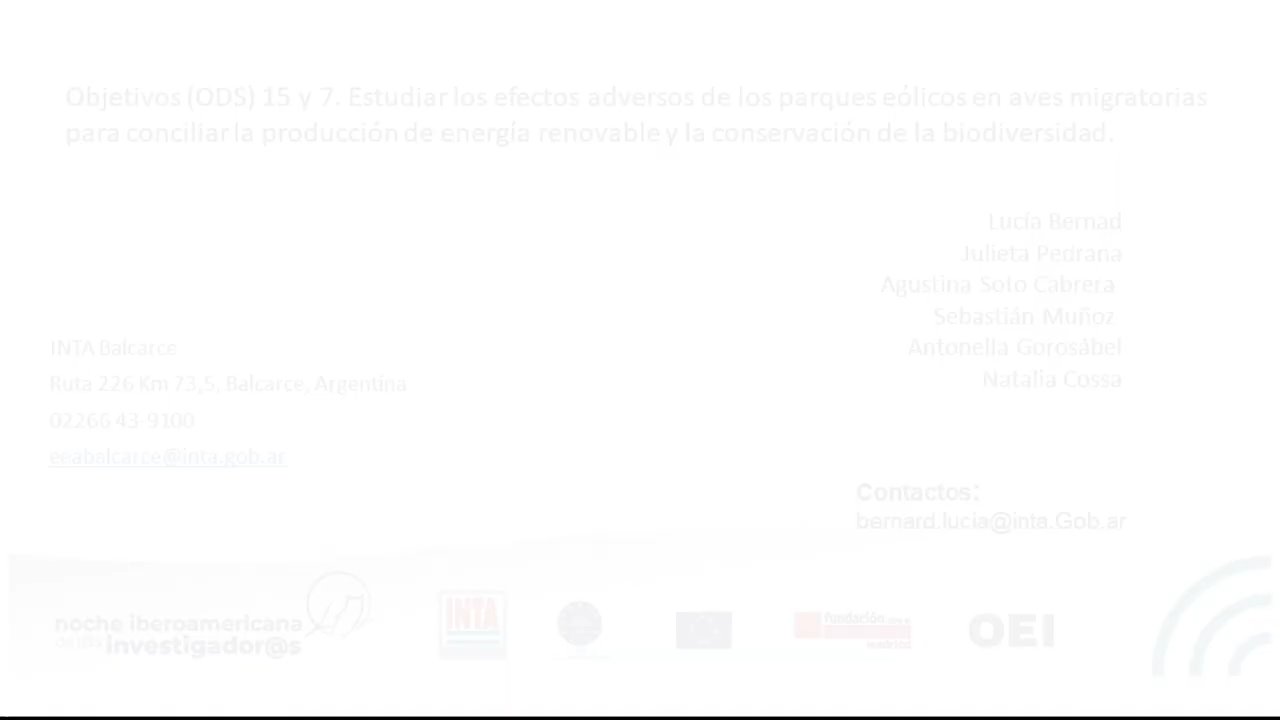 Objetivos (ODS) 15 y 7. Estudiar los efectos adversos de los parques eólicos en aves migratorias
para conciliar la producción de energía renovable y la conservación de la biodiversidad.
Lucía Bernad
Julieta Pedrana
Agustina Soto Cabrera
Sebastián Muñoz
Antonella Gorosábel
Natalia Cossa
INTA Balcarce
Ruta 226 Km 73,5, Balcarce, Argentina
02266 43-9100
eeabalcarce@inta.gob.ar
Contactos:
bernard.lucia@inta.Gob.ar
noche iberoamericana
de l@s investigador@s
INTA
fundación
madrid
OEI